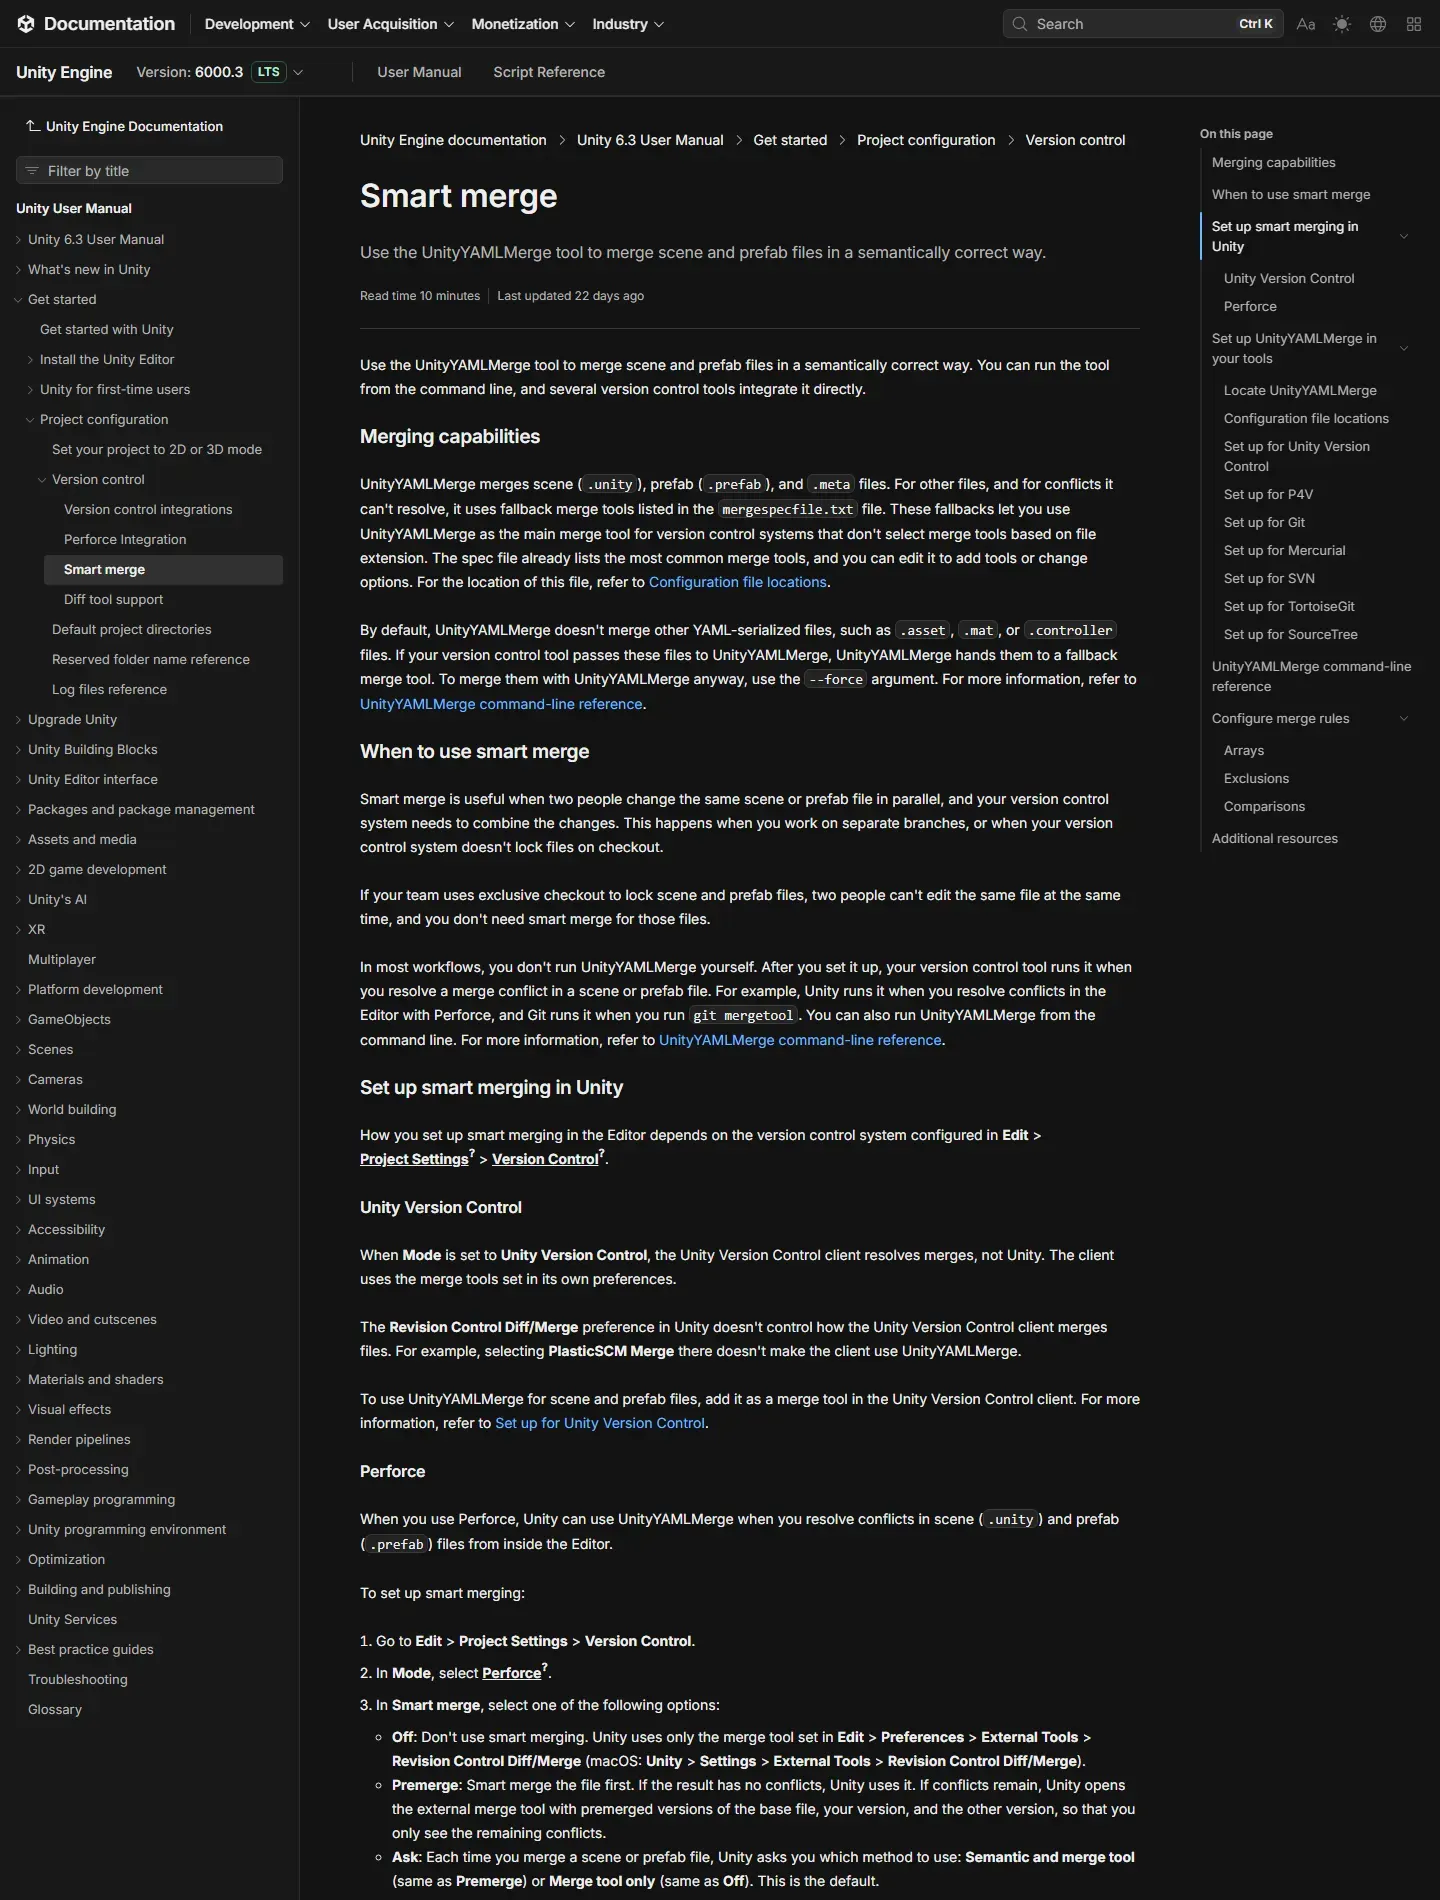 Documentation
Development
User Acquisition
Monetization
Industry
Search
Ctrl K
Aa
Unity Engine
Version: 6000.3 LTS
User Manual
Script Reference
Unity Engine Documentation
Filter by title
Unity User Manual
Unity 6.3 User Manual
What's new in Unity
Get started
Get started with Unity
Install the Unity Editor
Unity for first-time users
Project configuration
Set your project to 2D or 3D mode
Version control
Version control integrations
Perforce Integration
Smart merge
Diff tool support
Default project directories
Reserved folder name reference
Log files reference
Upgrade Unity
Unity Building Blocks
Unity Editor interface
Packages and package management
Assets and media
2D game development
Unity's AI
XR
Multiplayer
Platform development
GameObjects
Scenes
Cameras
World building
Physics
Input
UI systems
Accessibility
Animation
Audio
Video and cutscenes
Lighting
Materials and shaders
Visual effects
Render pipelines
Post-processing
Gameplay programming
Unity programming environment
Optimization
Building and publishing
Unity Services
Best practice guides
Troubleshooting
Glossary
Unity Engine documentation > Unity 6.3 User Manual > Get started > Project configuration > Version control
Smart merge
Use the UnityYAMLMerge tool to merge scene and prefab files in a semantically correct way.
Read time 10 minutes | Last updated 22 days ago
Use the UnityYAMLMerge tool to merge scene and prefab files in a semantically correct way. You can run the tool
from the command line, and several version control tools integrate it directly.
Merging capabilities
UnityYAMLMerge merges scene (.unity), prefab (.prefab), and .meta files. For other files, and for conflicts it
can't resolve, it uses fallback merge tools listed in the mergespecfile.txt file. These fallbacks let you use
UnityYAMLMerge as the main merge tool for version control systems that don't select merge tools based on file
extension. The spec file already lists the most common merge tools, and you can edit it to add tools or change
options. For the location of this file, refer to Configuration file locations.
By default, UnityYAMLMerge doesn't merge other YAML-serialized files, such as .asset, .mat, or .controller
files. If your version control tool passes these files to UnityYAMLMerge, UnityYAMLMerge hands them to a fallback
merge tool. To merge them with UnityYAMLMerge anyway, use the --force argument. For more information, refer to
UnityYAMLMerge command-line reference.
When to use smart merge
Smart merge is useful when two people change the same scene or prefab file in parallel, and your version control
system needs to combine the changes. This happens when you work on separate branches, or when your version
control system doesn't lock files on checkout.
If your team uses exclusive checkout to lock scene and prefab files, two people can't edit the same file at the same
time, and you don't need smart merge for those files.
In most workflows, you don't run UnityYAMLMerge yourself. After you set it up, your version control tool runs it when
you resolve a merge conflict in a scene or prefab file. For example, Unity runs it when you resolve conflicts in the
Editor with Perforce, and Git runs it when you run git mergetool. You can also run UnityYAMLMerge from the
command line. For more information, refer to UnityYAMLMerge command-line reference.
Set up smart merging in Unity
How you set up smart merging in the Editor depends on the version control system configured in Edit >
Project Settings? > Version Control?.
Unity Version Control
When Mode is set to Unity Version Control, the Unity Version Control client resolves merges, not Unity. The client
uses the merge tools set in its own preferences.
The Revision Control Diff/Merge preference in Unity doesn't control how the Unity Version Control client merges
files. For example, selecting PlasticSCM Merge there doesn't make the client use UnityYAMLMerge.
To use UnityYAMLMerge for scene and prefab files, add it as a merge tool in the Unity Version Control client. For more
information, refer to Set up for Unity Version Control.
Perforce
When you use Perforce, Unity can use UnityYAMLMerge when you resolve conflicts in scene (.unity) and prefab
(.prefab) files from inside the Editor.
To set up smart merging:
1. Go to Edit > Project Settings > Version Control.
2. In Mode, select Perforce?.
3. In Smart merge, select one of the following options:
Off: Don't use smart merging. Unity uses only the merge tool set in Edit > Preferences > External Tools >
Revision Control Diff/Merge (macOS: Unity > Settings > External Tools > Revision Control Diff/Merge).
Premerge: Smart merge the file first. If the result has no conflicts, Unity uses it. If conflicts remain, Unity opens
the external merge tool with premerged versions of the base file, your version, and the other version, so that you
only see the remaining conflicts.
Ask: Each time you merge a scene or prefab file, Unity asks you which method to use: Semantic and merge tool
(same as Premerge) or Merge tool only (same as Off). This is the default.
On this page
Merging capabilities
When to use smart merge
Set up smart merging in
Unity
Unity Version Control
Perforce
Set up UnityYAMLMerge in
your tools
Locate UnityYAMLMerge
Configuration file locations
Set up for Unity Version
Control
Set up for P4V
Set up for Git
Set up for Mercurial
Set up for SVN
Set up for TortoiseGit
Set up for SourceTree
UnityYAMLMerge command-line
reference
Configure merge rules
Arrays
Exclusions
Comparisons
Additional resources